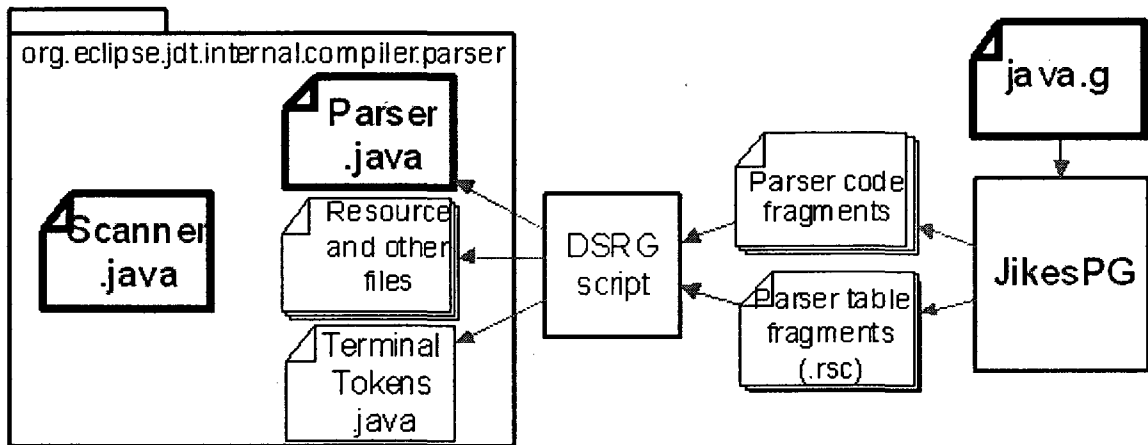 org.eclipse.jdt.internal.compiler.parser
Parser
.java
Scanner
.java
Resource
and other
files
Terminal
Tokens
.java
DSRG
script
Parser code
fragments
Parser table
fragments
(.rsc)
java.g
JikesPG